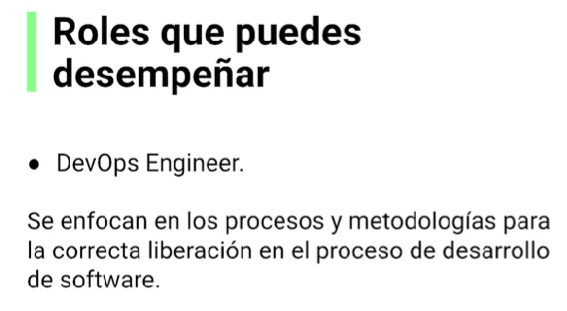 Roles que puedes
desempeñar
● DevOps Engineer.
Se enfocan en los procesos y metodologías para
la correcta liberación en el proceso de desarrollo
de software.